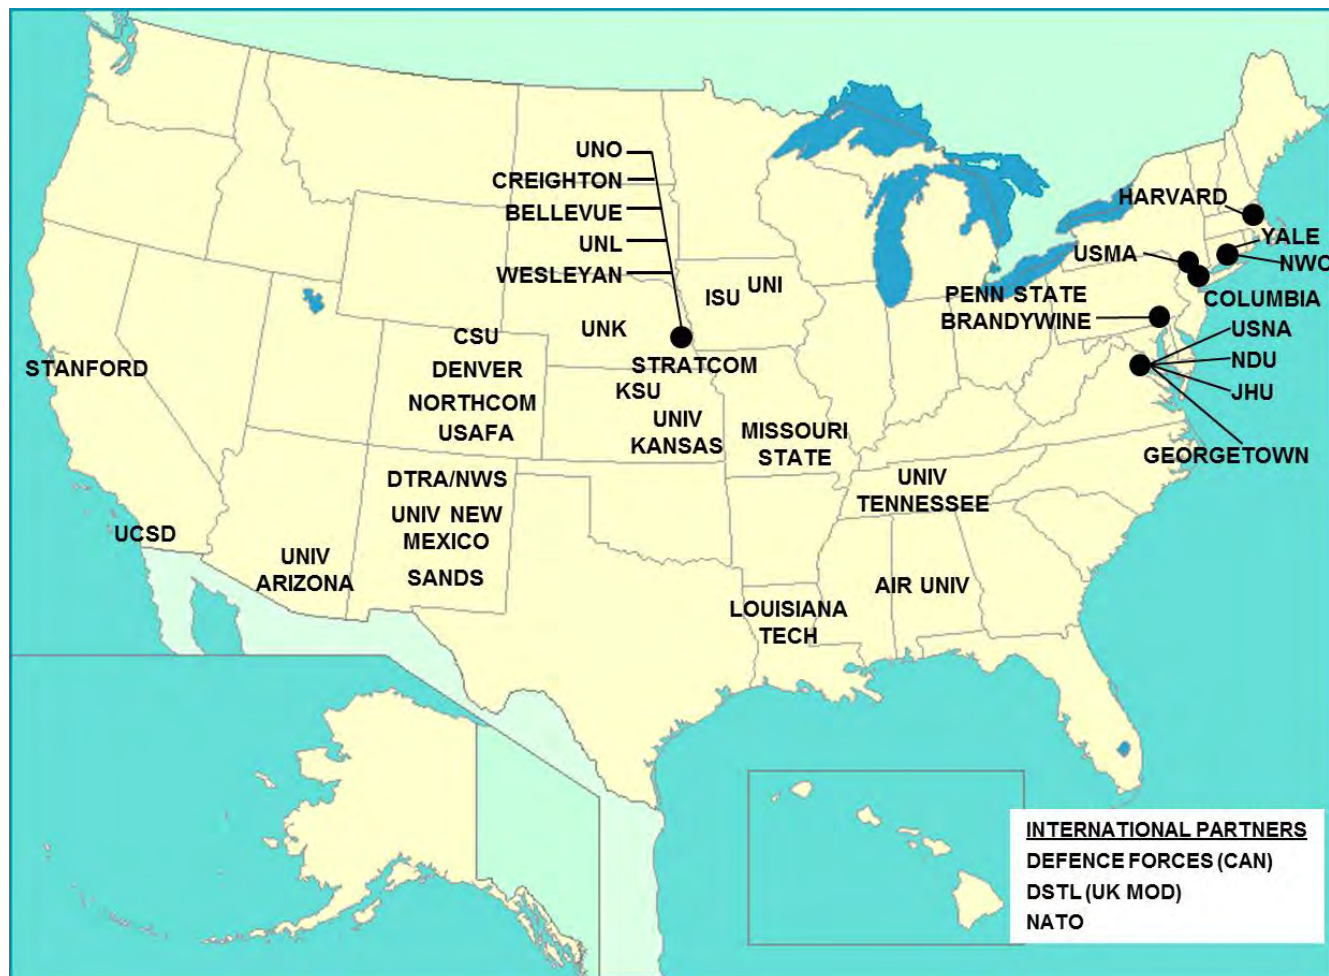 UNO
CREIGHTON
BELLEVUE
UNL
WESLEYAN
HARVARD
YALE
NWC
USMA
COLUMBIA
PENN STATE
BRANDYWINE
USNA
NDU
JHU
GEORGETOWN
ISU
UNI
UNK
STRATCOM
CSU
DENVER
NORTHCOM
USAFA
STANFORD
KSU
UNIV
KANSAS
MISSOURI
STATE
DTRA/NWS
UNIV NEW
MEXICO
SANDS
UNIV
TENNESSEE
UCSD
UNIV
ARIZONA
AIR UNIV
LOUISIANA
TECH
INTERNATIONAL PARTNERS
DEFENCE FORCES (CAN)
DSTL (UK MOD)
NATO